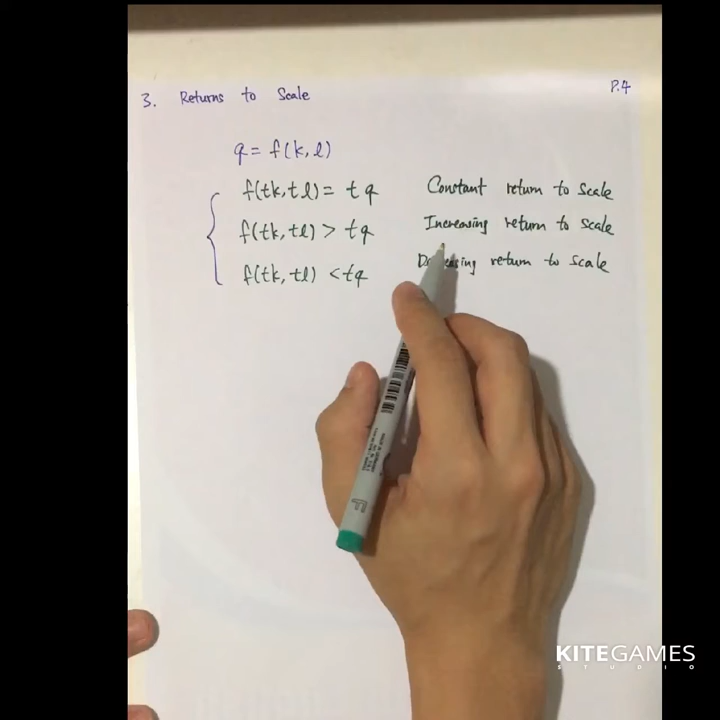 P.4
3. Returns to Scale
q = f(k, l)
f(tk, tl) = tq Constant return to Scale
f(tk, tl) > tq Increasing return to Scale
f(tk, tl) < tq return to Scale
F
KITEGAMES
STUDIO